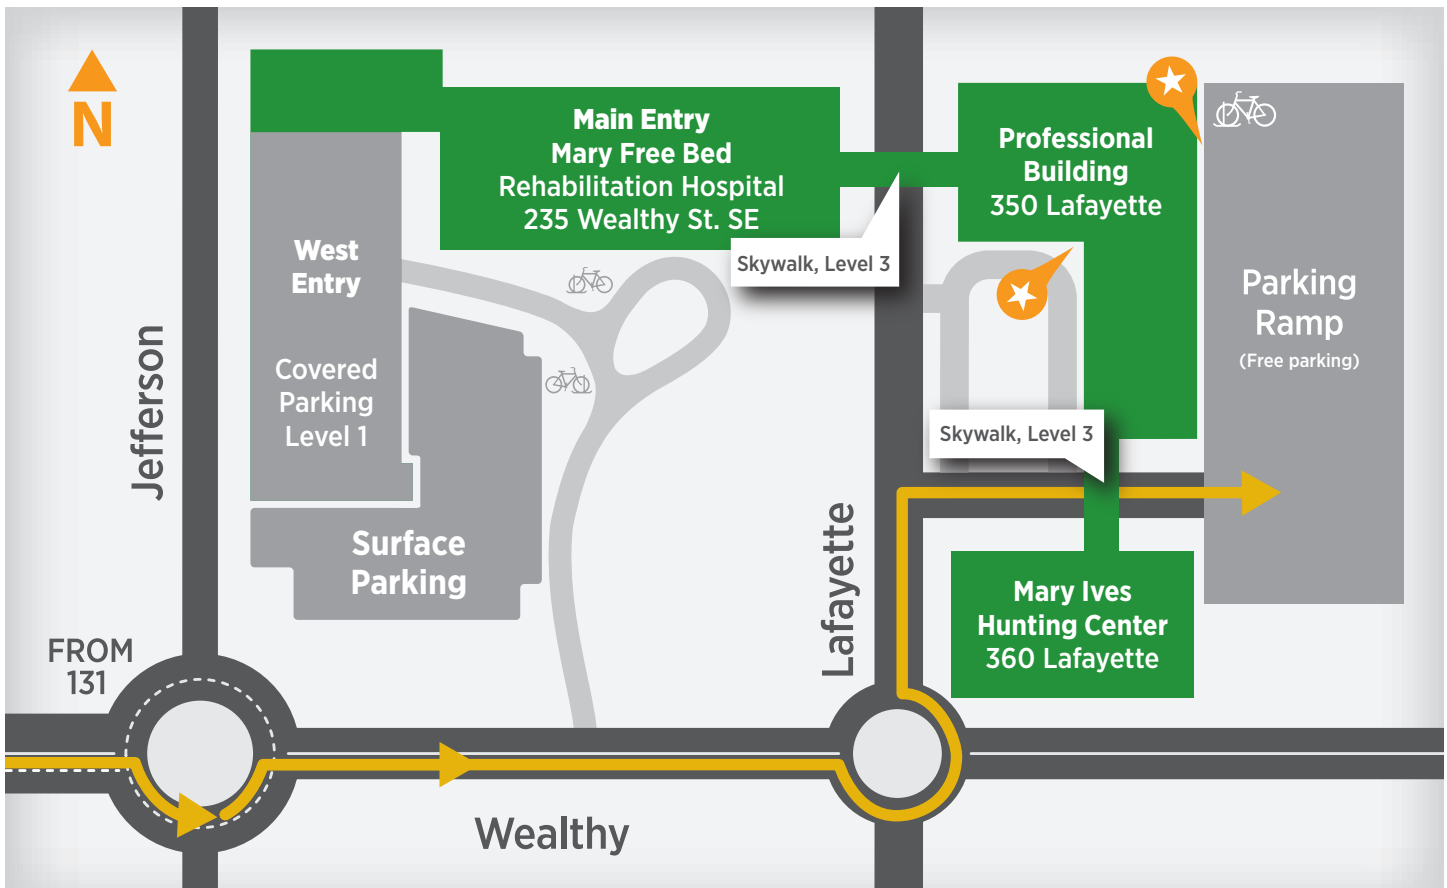 N
Main Entry
Mary Free Bed
Rehabilitation Hospital
235 Wealthy St. SE
Professional
Building
350 Lafayette
Skywalk, Level 3
West
Entry
Covered
Parking
Level 1
Parking
Ramp
(Free parking)
Jefferson
Skywalk, Level 3
Surface
Parking
Lafayette
Mary Ives
Hunting Center
360 Lafayette
FROM
131
Wealthy